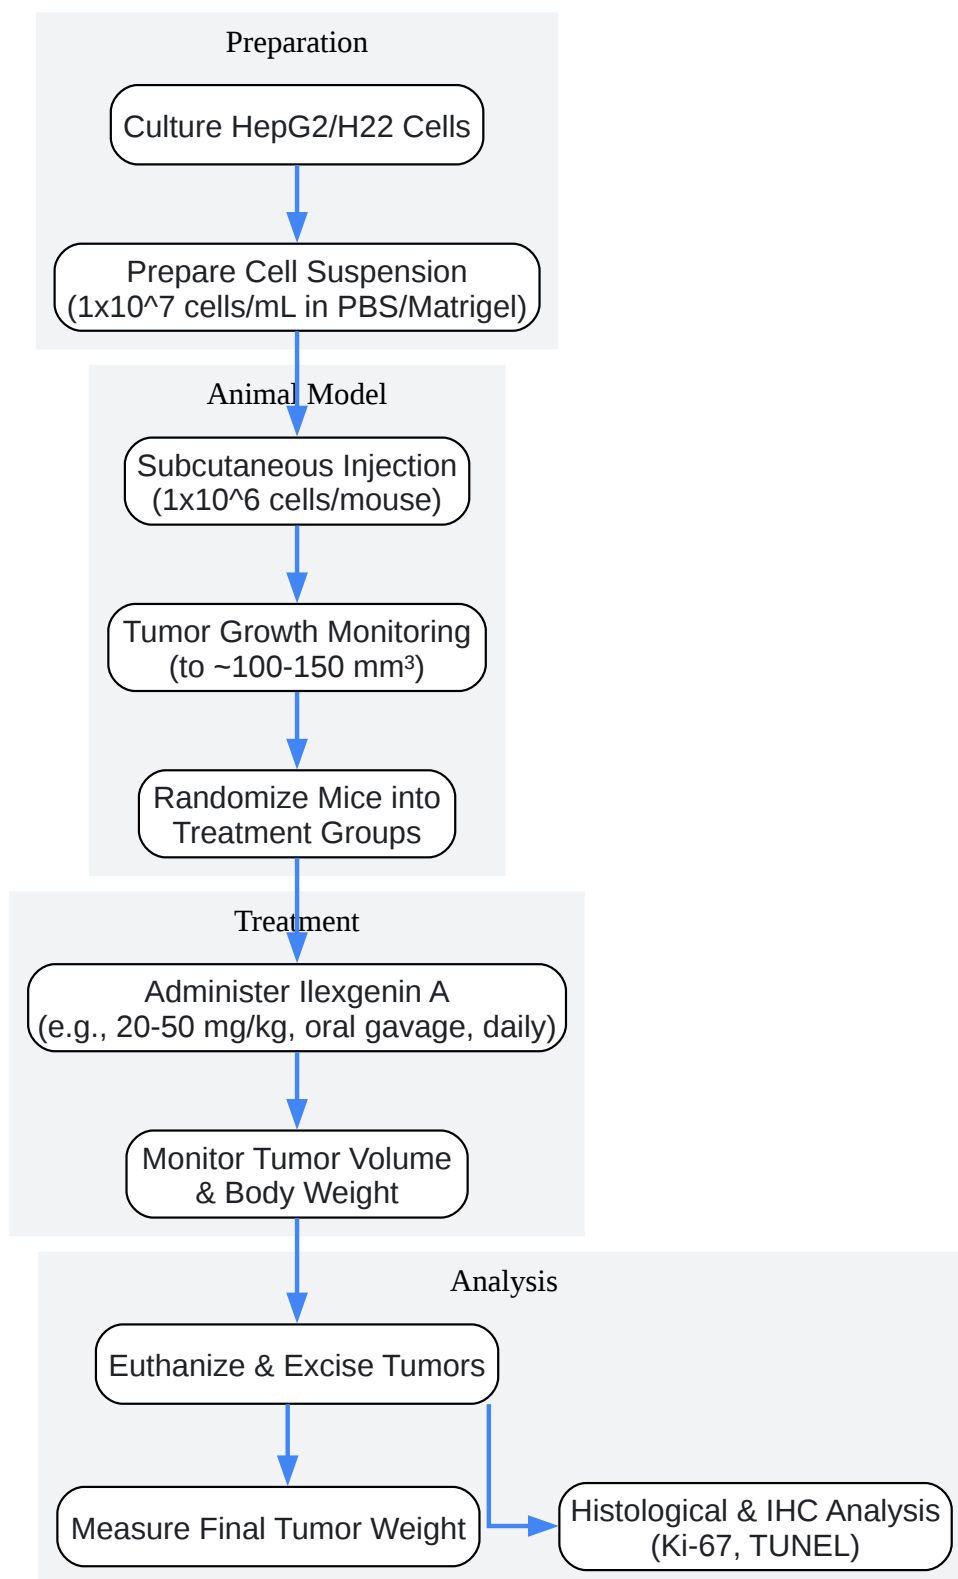 Preparation
Culture HepG2/H22 Cells
Prepare Cell Suspension
(1x10^7 cells/mL in PBS/Matrigel)
Animal Model
Subcutaneous Injection
(1x10^6 cells/mouse)
Tumor Growth Monitoring
(to ~100-150 mm³)
Randomize Mice into
Treatment Groups
Treatment
Administer Ilexgenin A
(e.g., 20-50 mg/kg, oral gavage, daily)
Monitor Tumor Volume
& Body Weight
Analysis
Euthanize & Excise Tumors
Measure Final Tumor Weight
Histological & IHC Analysis
(Ki-67, TUNEL)